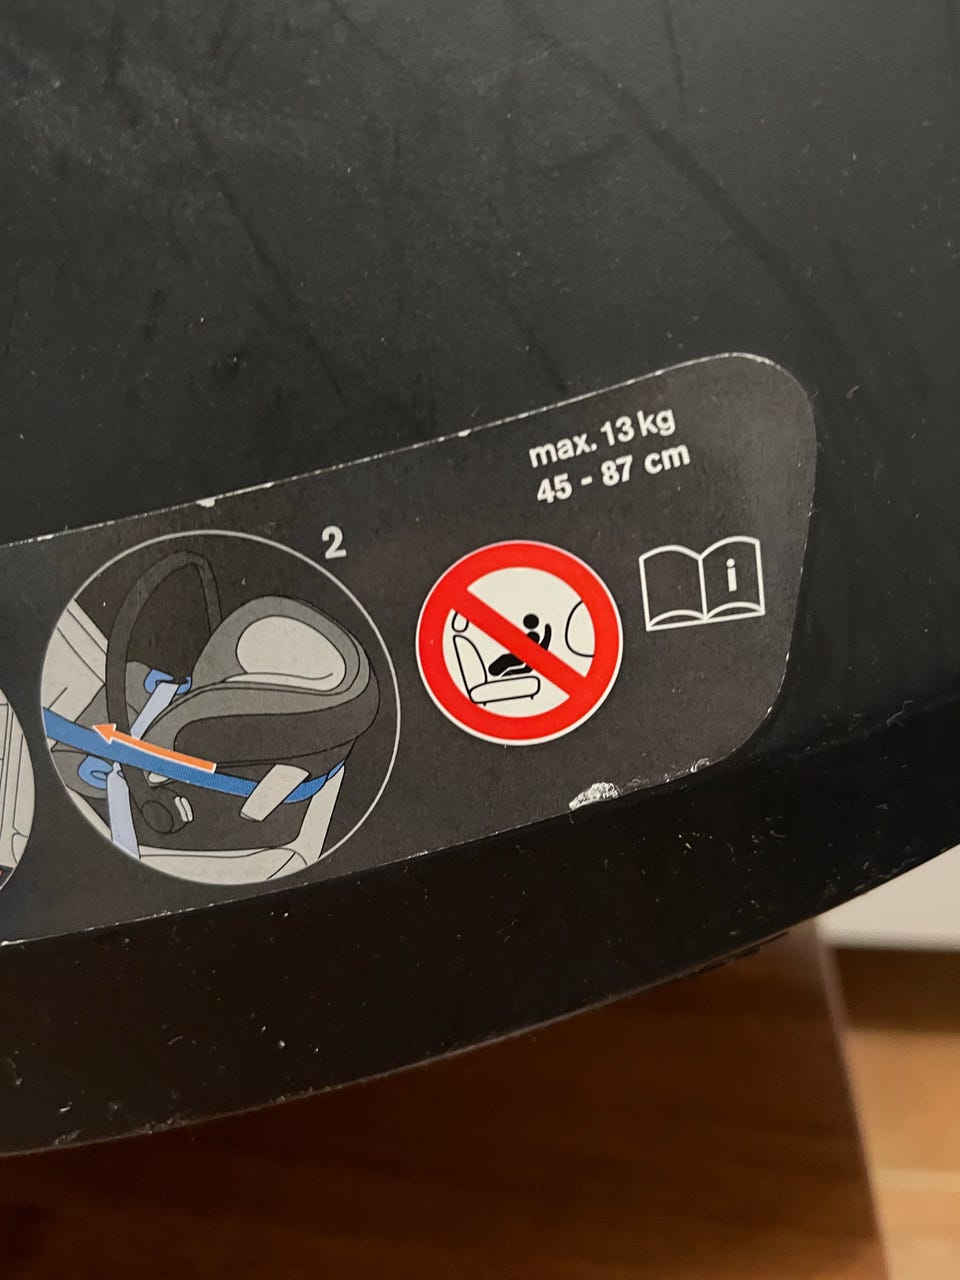 max. 13 kg
45 - 87 cm
2
i